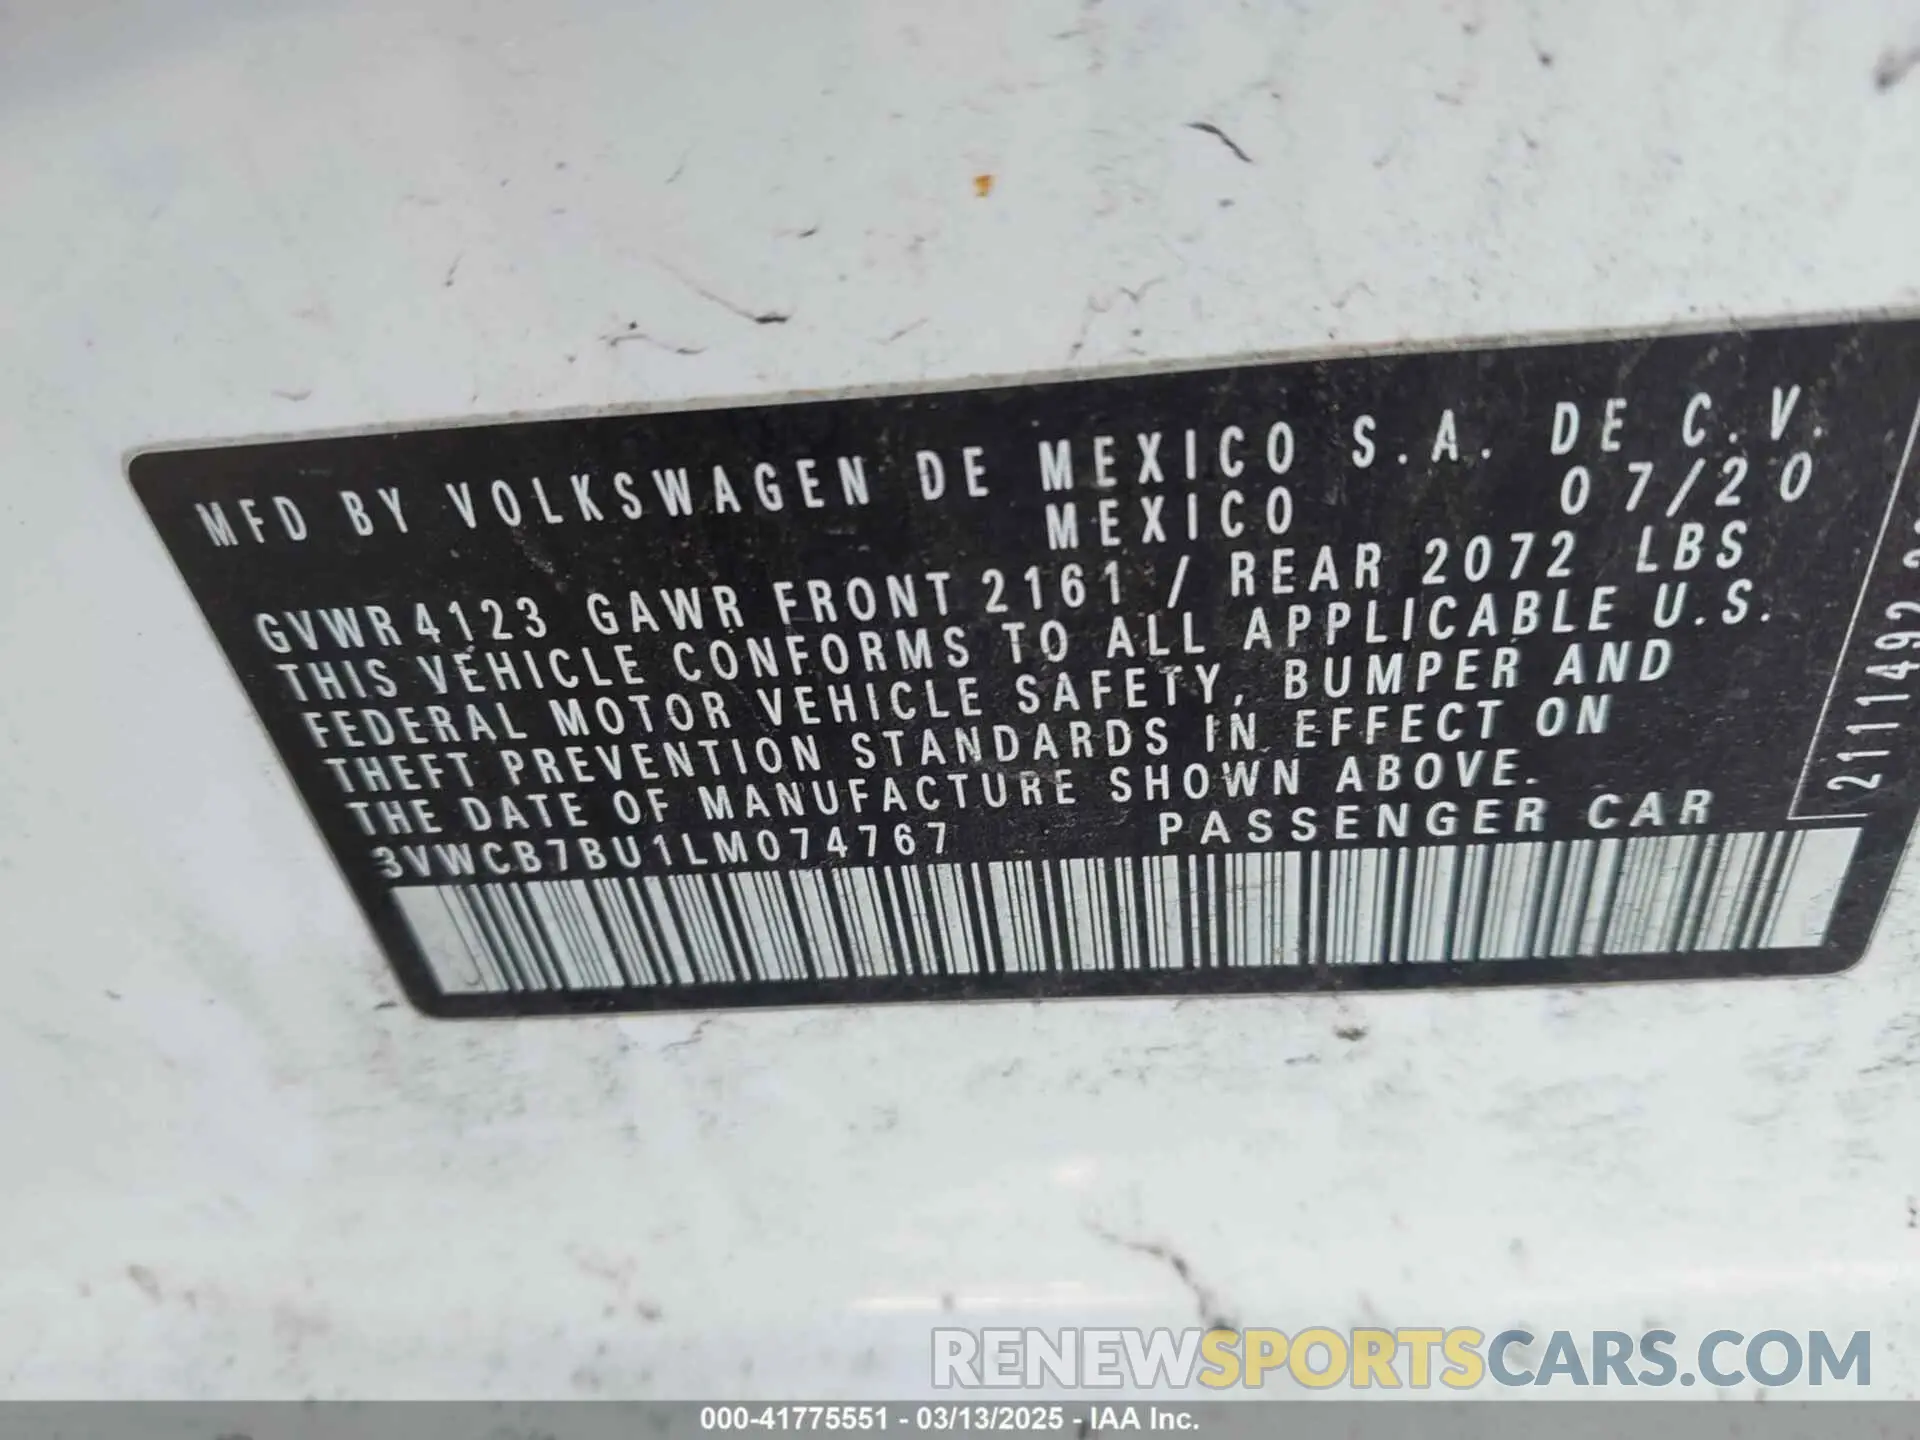 MFD BY VOLKSWAGEN DE MEXICO S.A. DE C.V.
MEXICO 07/20
GVWR 4123 GAWR FRONT 2161 / REAR 2072 LBS
THIS VEHICLE CONFORMS TO ALL APPLICABLE U.S.
FEDERAL MOTOR VEHICLE SAFETY, BUMPER AND
THEFT PREVENTION STANDARDS IN EFFECT ON
THE DATE OF MANUFACTURE SHOWN ABOVE.
3VWCB7BU1LM074767 PASSENGER CAR
RENEWSPORTSCARS.COM
000-41775551 - 03/13/2025 - IAA Inc.